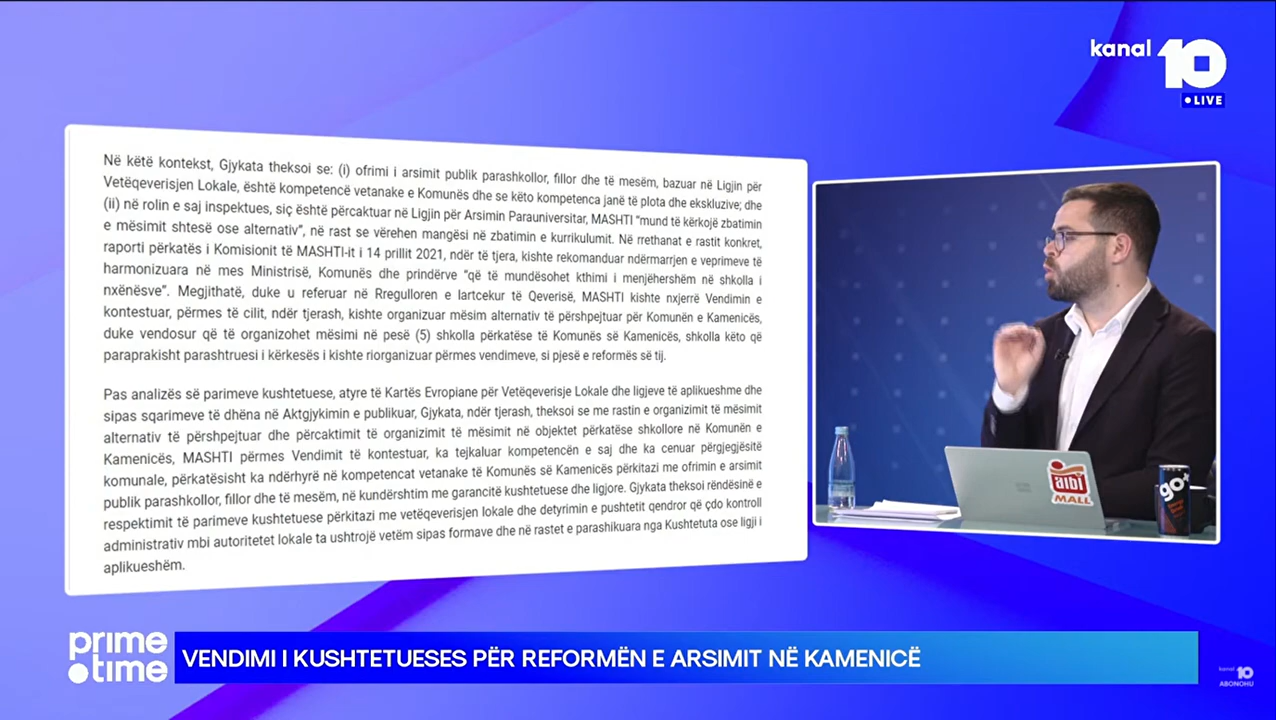 kanal 10
LIVE
Në këtë kontekst, Gjykata theksoi se: (i) ofrimi i arsimit publik parashkollor, fillor dhe të mesëm, bazuar në Ligjin për
Vetëqeverisjen Lokale, është kompetencë vetanake e Komunës dhe se këto kompetenca janë të plota dhe ekskluzive; dhe
(ii) në rolin e saj inspektues, siç është përcaktuar në Ligjin për Arsimin Parauniversitar, MASHTI "mund të kërkojë zbatimin
e mësimit shtesë ose alternativ", në rast se vërehen mangësi në zbatimin e kurrikulumit. Në rrethanat e rastit konkret,
raporti përkatës i Komisionit të MASHTI-it i 14 prillit 2021, ndër të tjera, kishte rekomanduar ndërmarrjen e veprimeve të
harmonizuara në mes Ministrisë, Komunës dhe prindërve "që të mundësohet kthimi i menjëhershëm në shkolla i
nxënësve". Megjithatë, duke u referuar në Rregulloren e lartcekur të Qeverisë, MASHTI kishte nxjerrë Vendimin e
kontestuar, përmes të cilit, ndër tjerash, kishte organizuar mësim alternativ të përshpejtuar për Komunën e Kamenicës,
duke vendosur që të organizohet mësimi në pesë (5) shkolla përkatëse të Komunës së Kamenicës, shkolla këto që
paraprakisht parashtruesi i kërkesës i kishte riorganizuar përmes vendimeve, si pjesë e reformës së tij.
Pas analizës së parimeve kushtetuese, atyre të Kartës Evropiane për Vetëqeverisje Lokale dhe ligjeve të aplikueshme dhe
sipas sqarimeve të dhëna në Aktgjykimin e publikuar, Gjykata, ndër tjerash, theksoi se me rastin e organizimit të mësimit
alternativ të përshpejtuar dhe përcaktimit të organizimit të mësimit në objektet përkatëse shkollore në Komunën e
Kamenicës, MASHTI përmes Vendimit të kontestuar, ka tejkaluar kompetencën e saj dhe ka cenuar përgjegjësitë
komunale, përkatësisht ka ndërhyrë në kompetencat vetanake të Komunës së Kamenicës përkitazi me ofrimin e arsimit
publik parashkollor, fillor dhe të mesëm, në kundërshtim me garancitë kushtetuese dhe ligjore. Gjykata theksoi rëndësinë e
respektimit të parimeve kushtetuese përkitazi me vetëqeverisjen lokale dhe detyrimin e pushtetit qendror që çdo kontroll
administrativ mbi autoritetet lokale ta ushtrojë vetëm sipas formave dhe në rastet e parashikuara nga Kushtetuta ose ligji i
aplikueshëm.
albi
MALL
go+
prime
time
VENDIMI I KUSHTETUESES PËR REFORMËN E ARSIMIT NË KAMENICË
kanal 10
ABONOHU